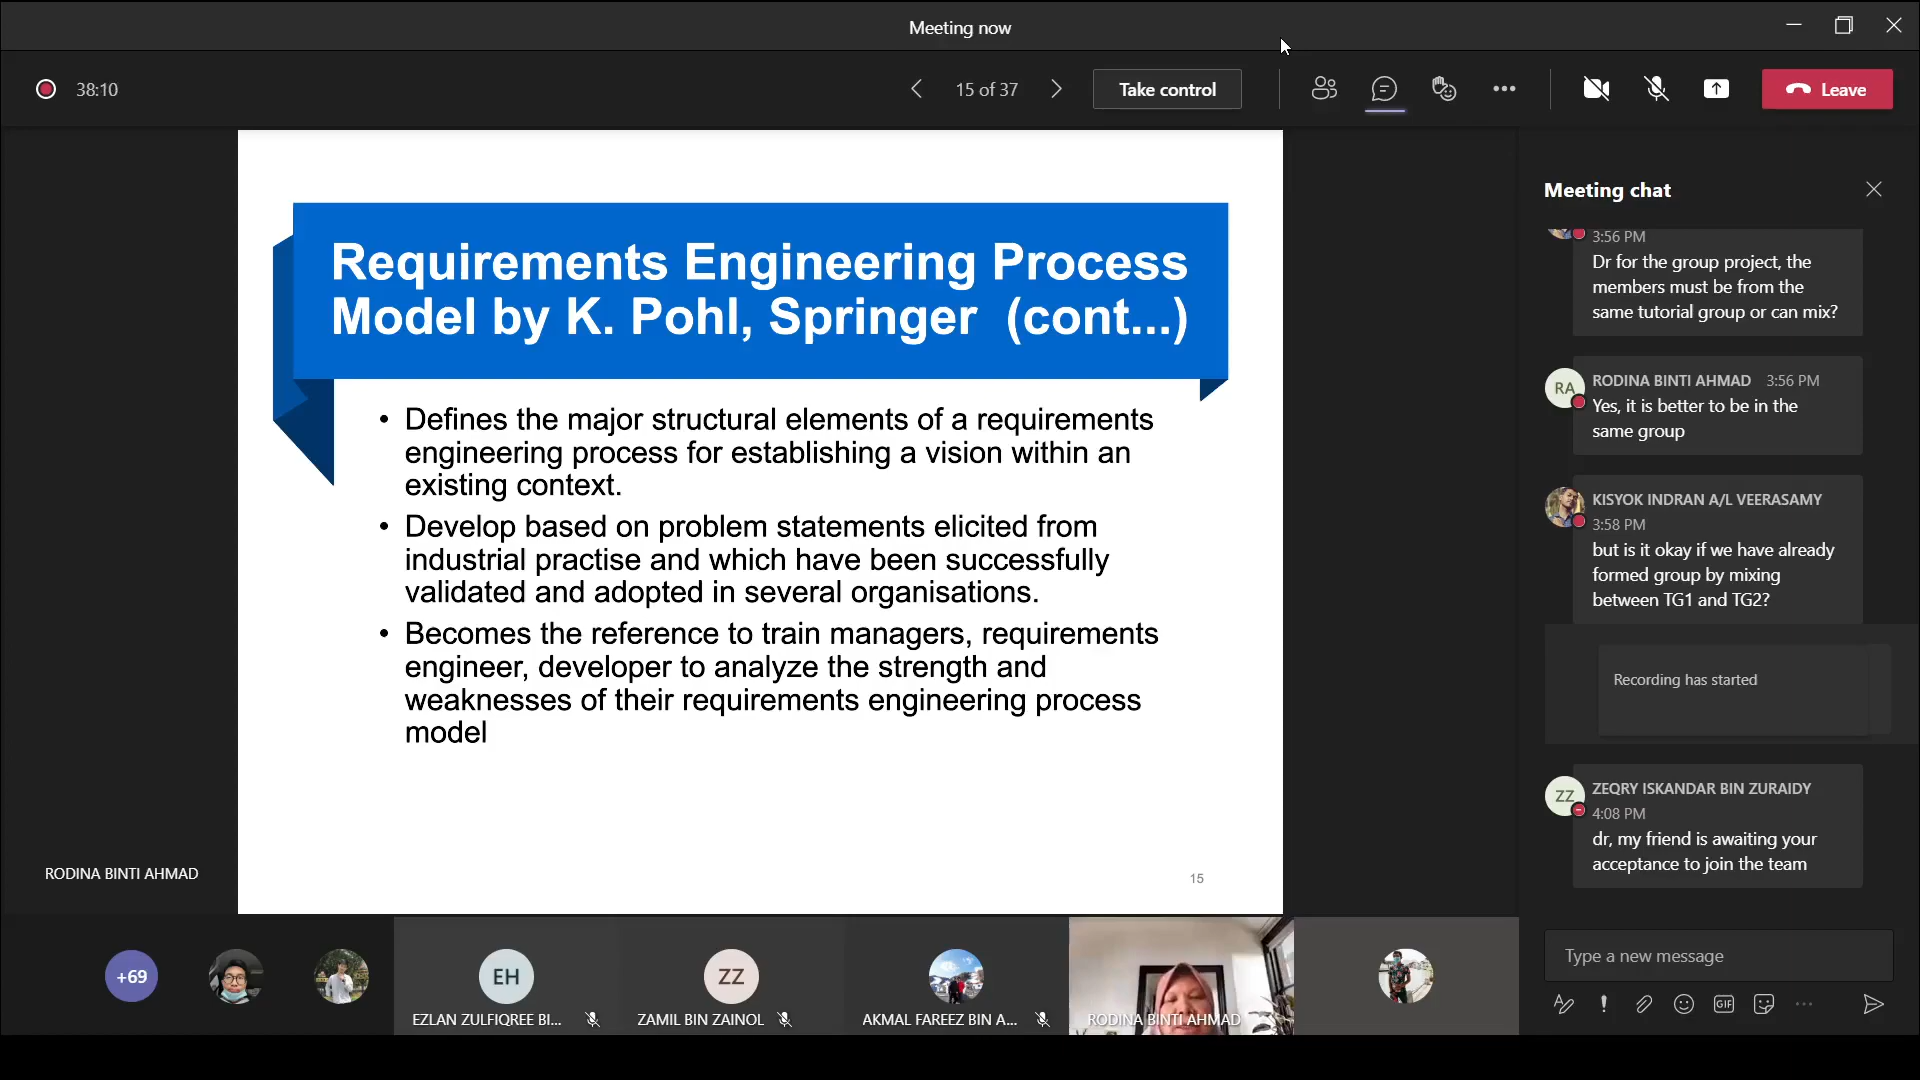 Meeting now
38:10
15 of 37
Take control
Leave
Requirements Engineering Process
Model by K. Pohl, Springer (cont...)
• Defines the major structural elements of a requirements
engineering process for establishing a vision within an
existing context.
• Develop based on problem statements elicited from
industrial practise and which have been successfully
validated and adopted in several organisations.
• Becomes the reference to train managers, requirements
engineer, developer to analyze the strength and
weaknesses of their requirements engineering process
model
15
RODINA BINTI AHMAD
Meeting chat
3:56 PM
Dr for the group project, the
members must be from the
same tutorial group or can mix?
RA
RODINA BINTI AHMAD 3:56 PM
Yes, it is better to be in the
same group
KISYOK INDRAN A/L VEERASAMY
3:58 PM
but is it okay if we have already
formed group by mixing
between TG1 and TG2?
Recording has started
ZZ
ZEQRY ISKANDAR BIN ZURAIDY
4:08 PM
dr, my friend is awaiting your
acceptance to join the team
Type a new message
GIF
+69
EH
EZLAN ZULFIQREE BI...
ZZ
ZAMIL BIN ZAINOL
AKMAL FAREEZ BIN A...
RODINA BINTI AHMAD